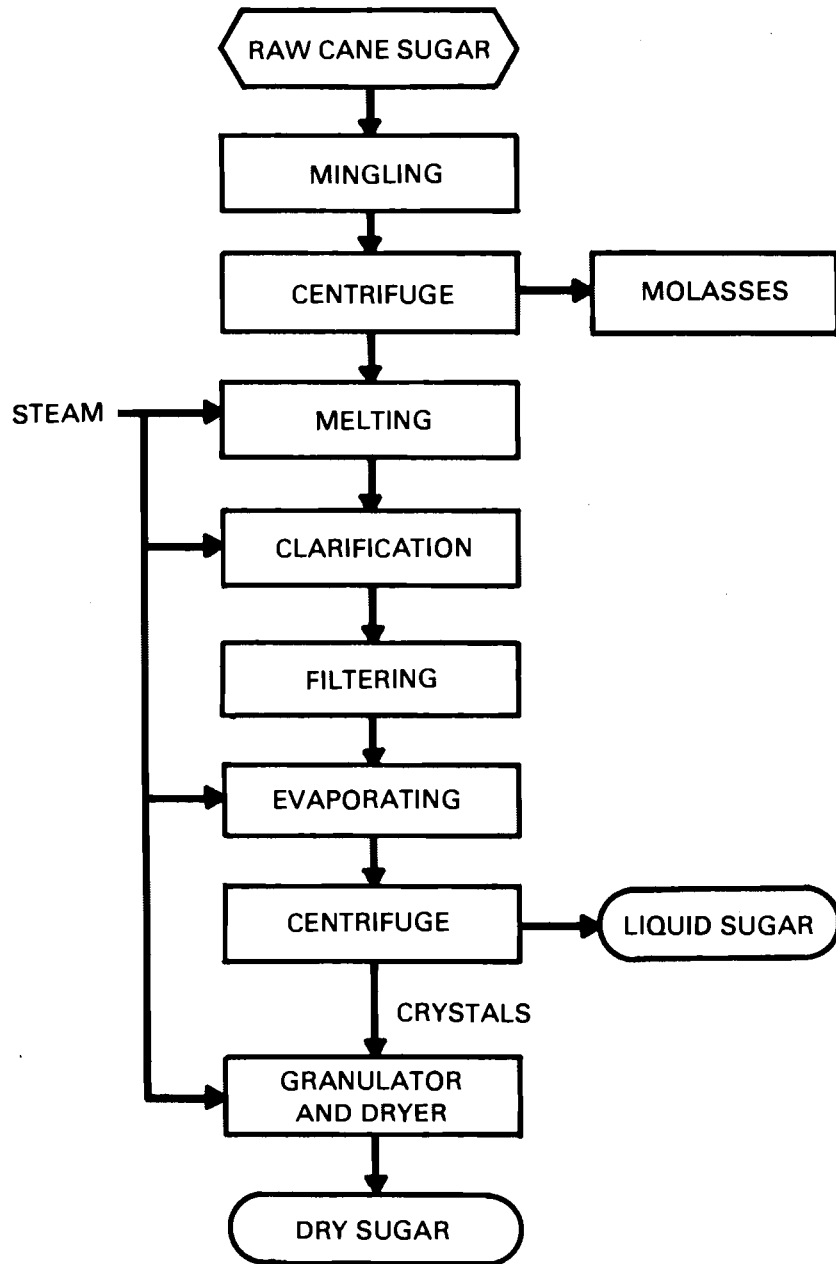 RAW CANE SUGAR
MINGLING
CENTRIFUGE
MOLASSES
STEAM
MELTING
CLARIFICATION
FILTERING
EVAPORATING
CENTRIFUGE
LIQUID SUGAR
CRYSTALS
GRANULATOR
AND DRYER
DRY SUGAR